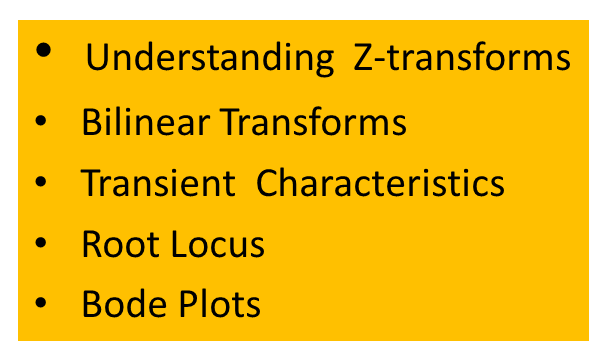 • Understanding Z-transforms
• Bilinear Transforms
• Transient Characteristics
• Root Locus
• Bode Plots